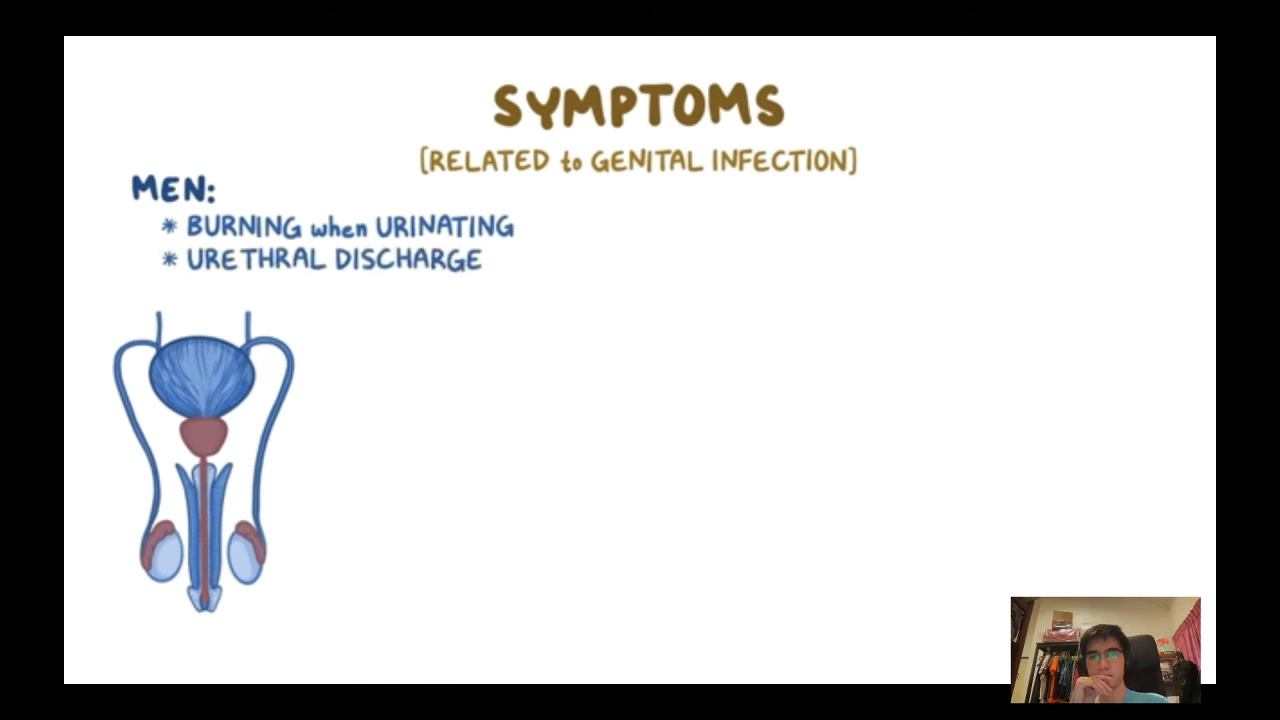 SYMPTOMS
[RELATED to GENITAL INFECTION]
MEN:
* BURNING when URINATING
* URETHRAL DISCHARGE